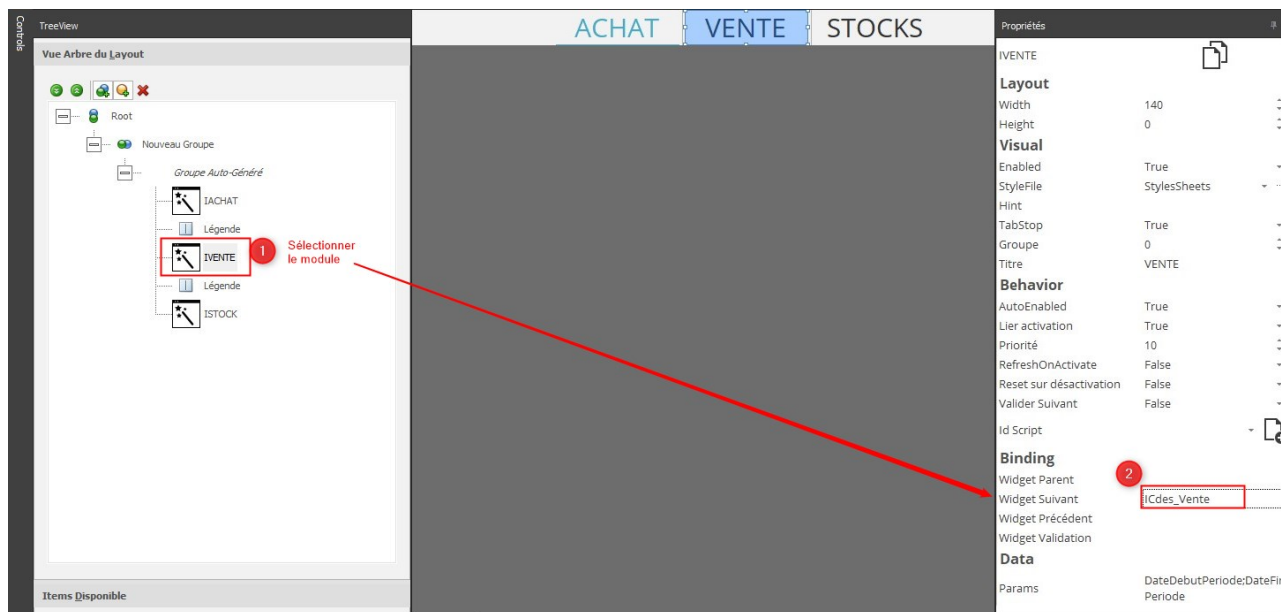 Controls
TreeView
Vue Arbre du Layout
Root
Nouveau Groupe
Groupe Auto-Généré
IACHAT
Légende
IVENTE
1
Sélectionner
le module
Légende
ISTOCK
Items Disponible
ACHAT VENTE STOCKS
Propriétés
IVENTE
Layout
Width 140
Height 0
Visual
Enabled True
StyleFile StylesSheets
Hint
TabStop True
Groupe 0
Titre VENTE
Behavior
AutoEnabled True
Lier activation True
Priorité 10
RefreshOnActivate False
Reset sur désactivation False
Valider Suivant False
Id Script
Binding
Widget Parent
2
Widget Suivant ICdes_Vente
Widget Précédent
Widget Validation
Data
Params DateDebutPeriode;DateFin
Periode